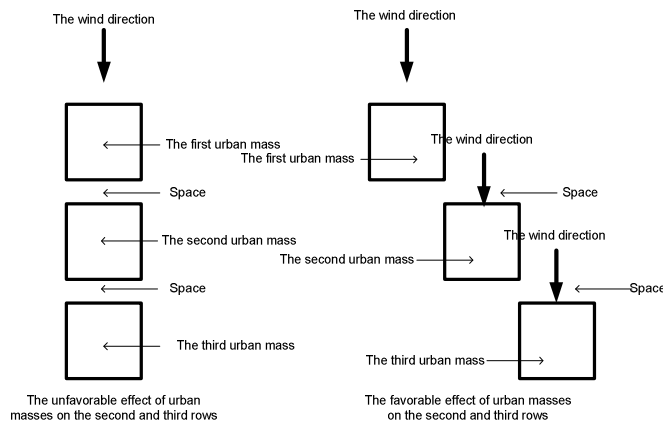 The wind direction
The first urban mass
Space
The second urban mass
Space
The third urban mass
The unfavorable effect of urban
masses on the second and third rows
The wind direction
The wind direction
The first urban mass
Space
The wind direction
The second urban mass
Space
The third urban mass
The favorable effect of urban masses
on the second and third rows